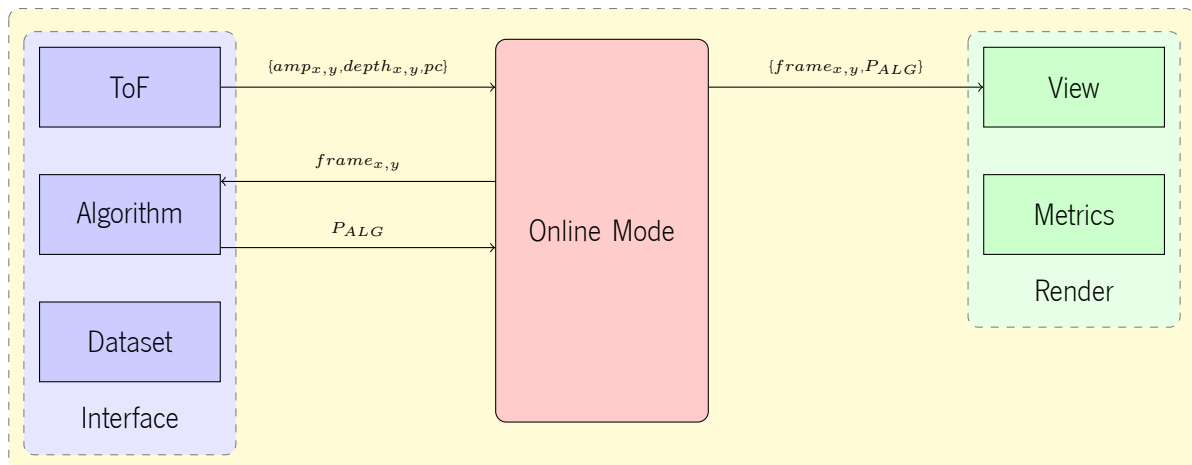 ToF
{amp_{x,y},depth_{x,y},pc}
{frame_{x,y},P_{ALG}}
View
frame_{x,y}
Algorithm
P_{ALG}
Online Mode
Metrics
Render
Dataset
Interface